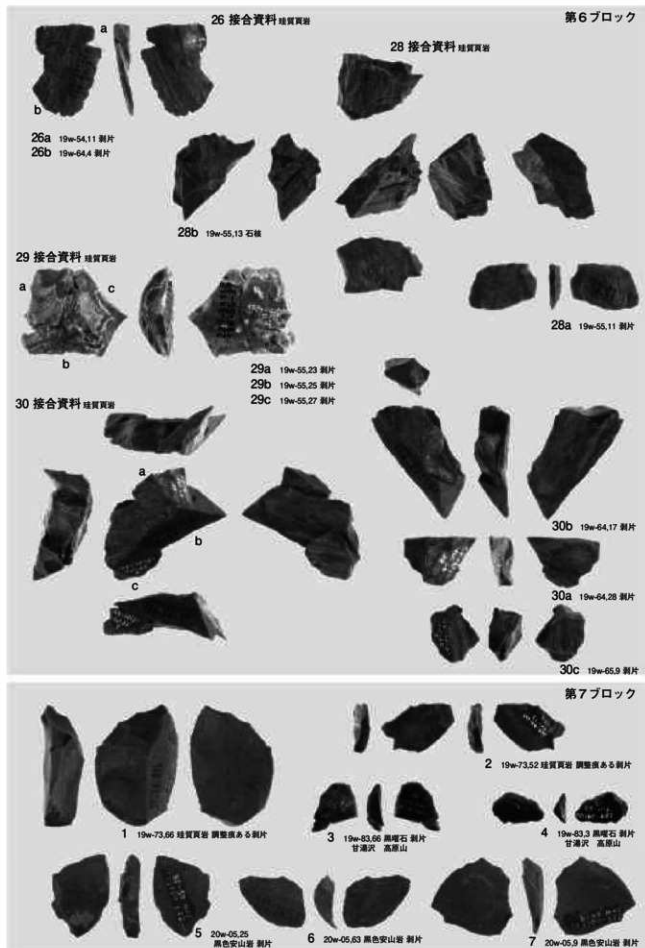 第6ブロック
26 接合資料 珪質頁岩
a
b
26a 19w-54,11 剥片
26b 19w-64,4 剥片
28 接合資料 珪質頁岩
28b 19w-55,13 石核
28a 19w-55,11 剥片
29 接合資料 珪質頁岩
a
c
b
29a 19w-55,23 剥片
29b 19w-55,25 剥片
29c 19w-55,27 剥片
30 接合資料 珪質頁岩
a
b
c
30b 19w-64,17 剥片
30a 19w-64,28 剥片
30c 19w-65,9 剥片
第7ブロック
1 19w-73,66 珪質頁岩 調整痕ある剥片
2 19w-73,52 珪質頁岩 調整痕ある剥片
3 19w-83,66 黒曜石 剥片
甘湯沢 高原山
4 19w-83,3 黒曜石 剥片
甘湯沢 高原山
5 20w-05,25
黒色安山岩 剥片
6 20w-05,63 黒色安山岩 剥片
7 20w-05,9 黒色安山岩 剥片